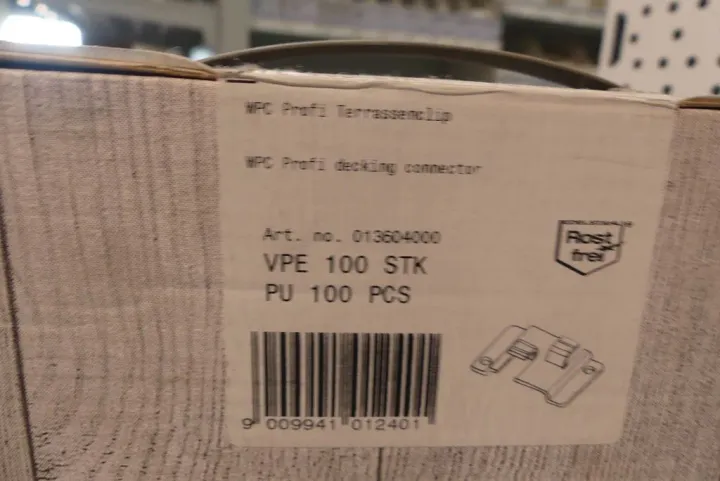 WPC Profi Terrassenclip
WPC Profi decking connector
Art. no. 013604000
VPE 100 STK
PU 100 PCS
Rost
frei
9 009941 012401